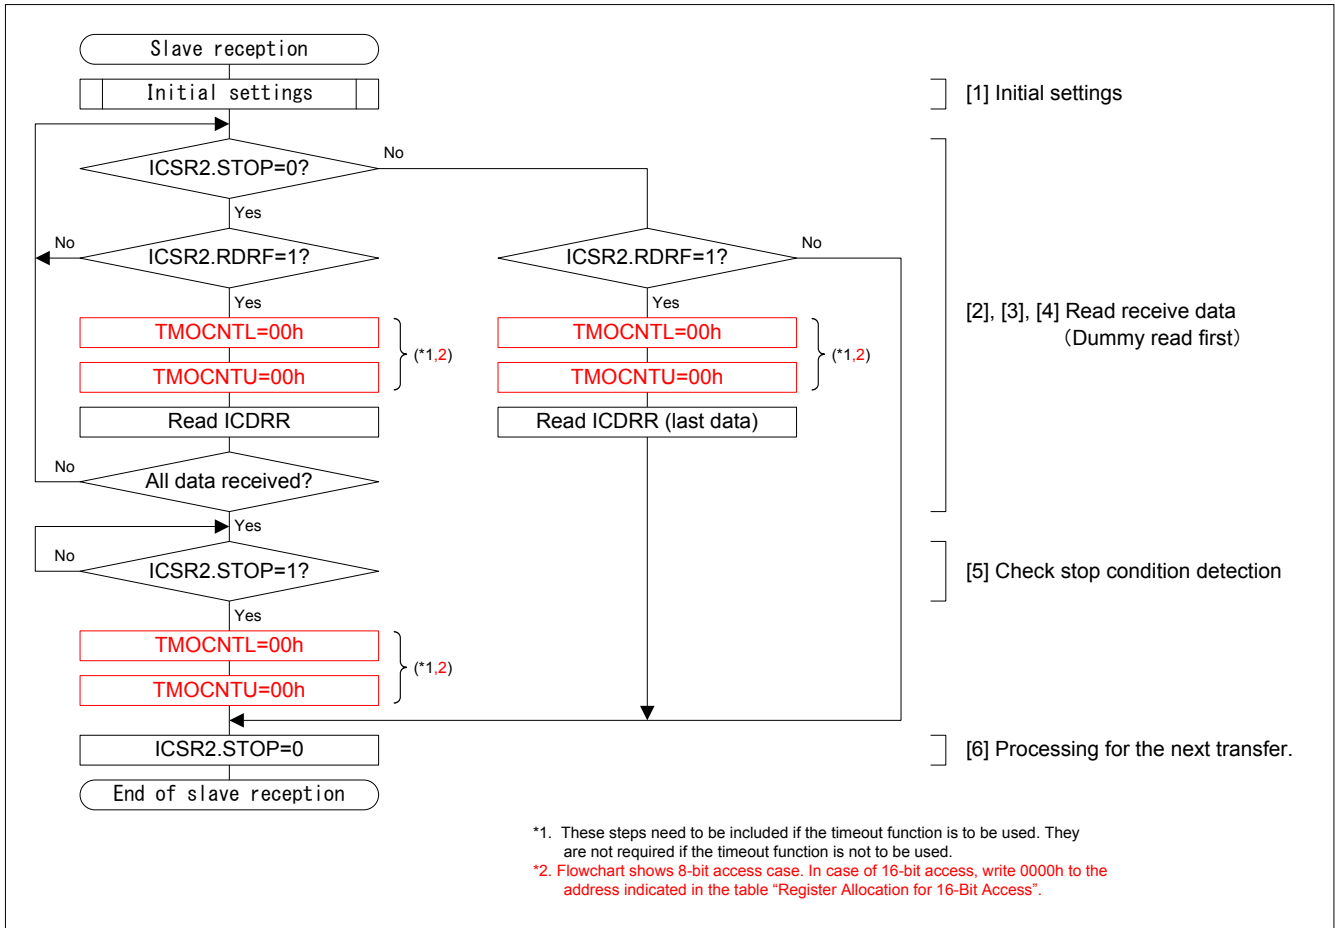 Slave reception
Initial settings
[1] Initial settings
ICSR2.STOP=0?
No
Yes
No
ICSR2.RDRF=1?
Yes
ICSR2.RDRF=1?
No
Yes
[2], [3], [4] Read receive data
（Dummy read first）
TMOCNTL=00h
TMOCNTU=00h
(*1,2)
TMOCNTL=00h
TMOCNTU=00h
(*1,2)
Read ICDRR
Read ICDRR (last data)
No
All data received?
Yes
No
ICSR2.STOP=1?
Yes
[5] Check stop condition detection
TMOCNTL=00h
TMOCNTU=00h
(*1,2)
ICSR2.STOP=0
[6] Processing for the next transfer.
End of slave reception
*1. These steps need to be included if the timeout function is to be used. They
are not required if the timeout function is not to be used.
*2. Flowchart shows 8-bit access case. In case of 16-bit access, write 0000h to the
address indicated in the table “Register Allocation for 16-Bit Access”.